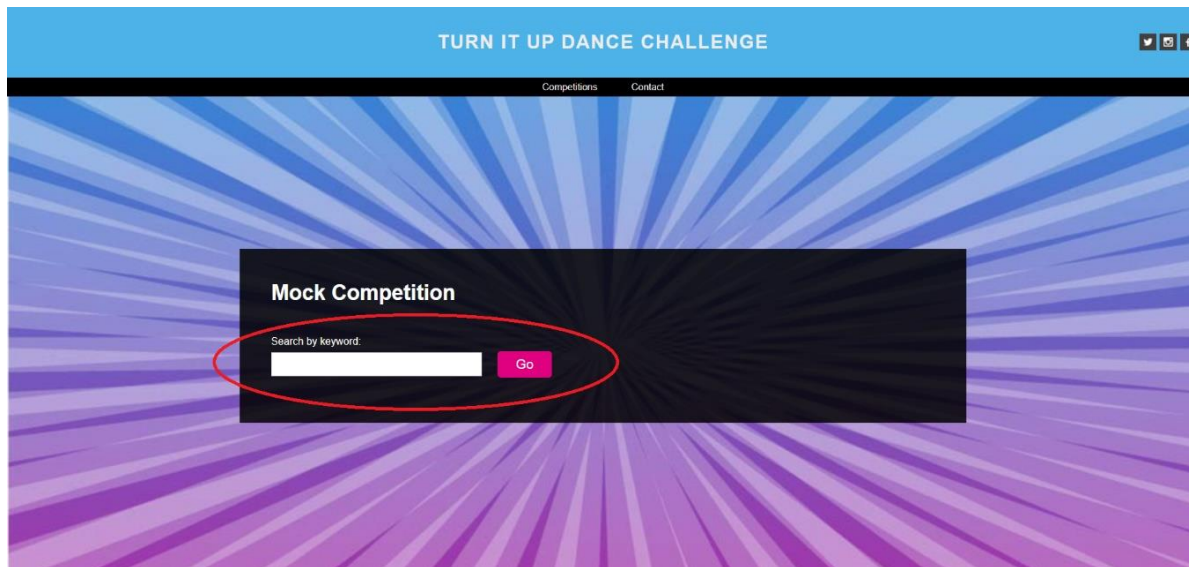 TURN IT UP DANCE CHALLENGE
Competitions Contact
Mock Competition
Search by keyword:
Go